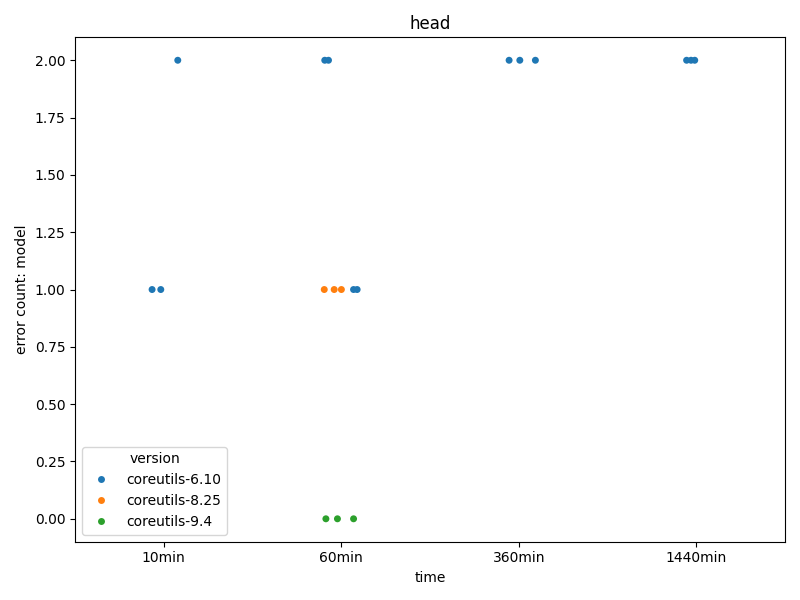 head
error count: model
2.00
1.75
1.50
1.25
1.00
0.75
0.50
0.25
0.00
version
coreutils-6.10
coreutils-8.25
coreutils-9.4
10min
60min
360min
1440min
time